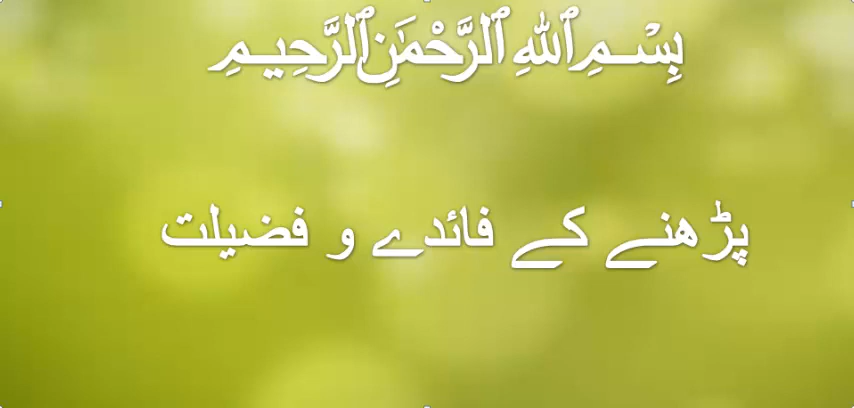 بِسْمِ ٱللَّهِ ٱلرَّحْمَٰنِ ٱلرَّحِيمِ
پڑھنے کے فائدے و فضیلت